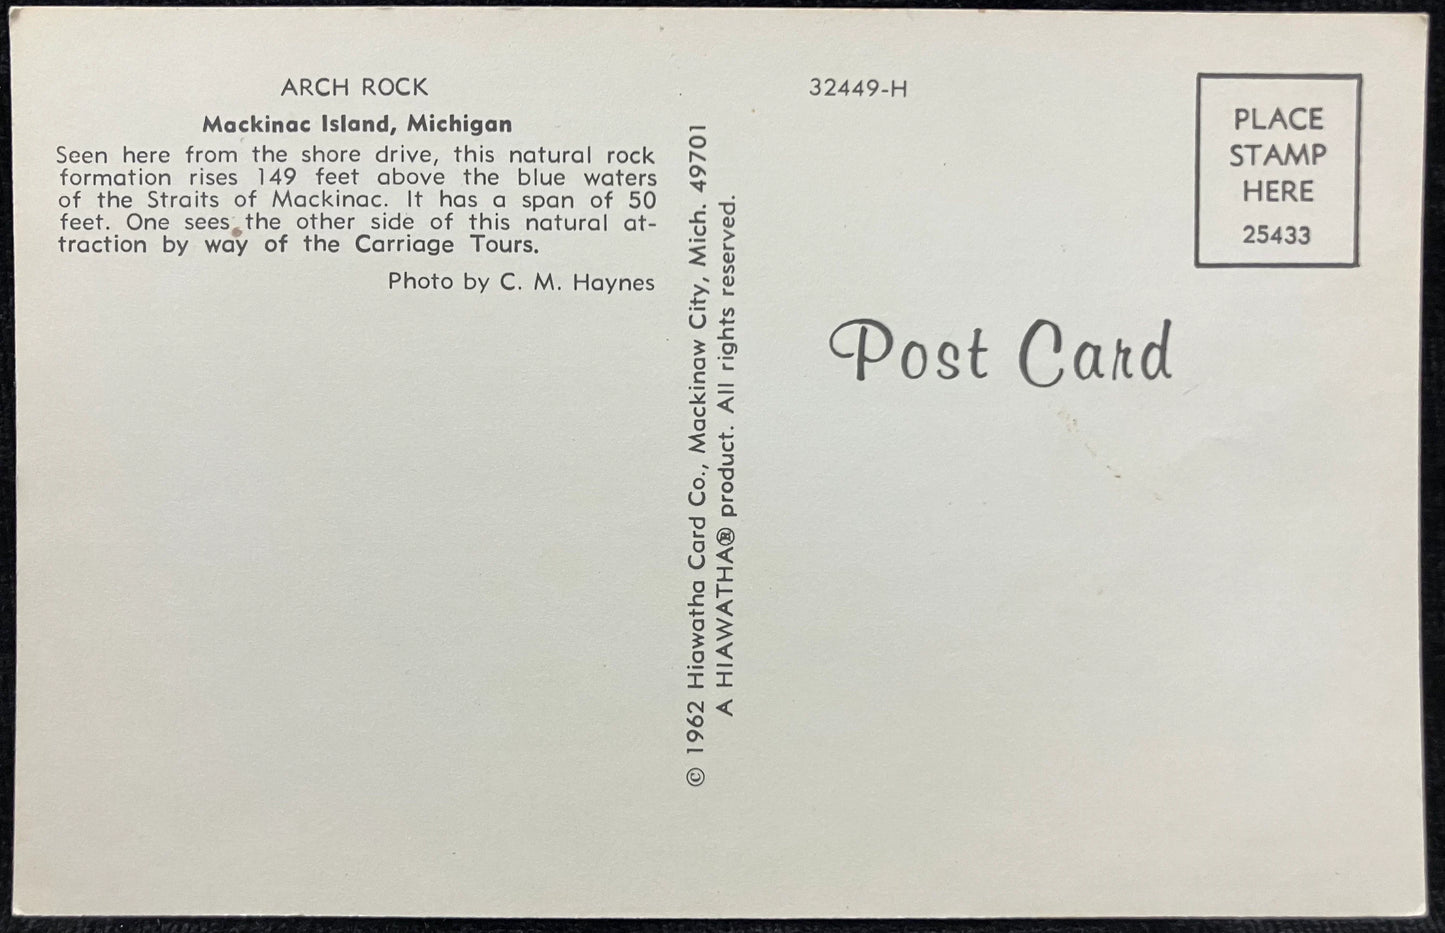 ARCH ROCK
Mackinac Island, Michigan
Seen here from the shore drive, this natural rock
formation rises 149 feet above the blue waters
of the Straits of Mackinac. It has a span of 50
feet. One sees the other side of this natural at-
traction by way of the Carriage Tours.
Photo by C. M. Haynes
© 1962 Hiawatha Card Co., Mackinaw City, Mich. 49701
A HIAWATHA® product. All rights reserved.
32449-H
PLACE
STAMP
HERE
25433
Post Card